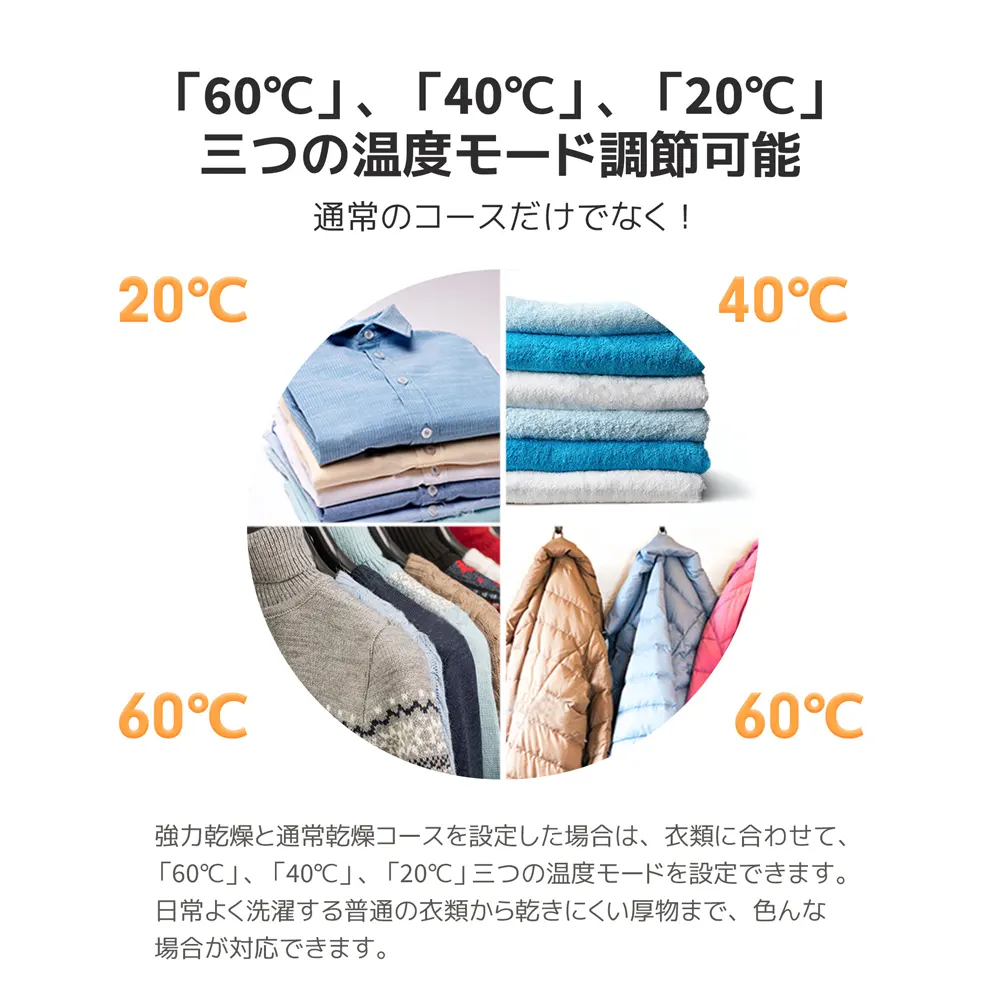 「60℃」、「40℃」、「20℃」
三つの温度モード調節可能
通常のコースだけでなく！
20℃
40℃
60℃
60℃
強力乾燥と通常乾燥コースを設定した場合は、衣類に合わせて、
「60℃」、「40℃」、「20℃」三つの温度モードを設定できます。
日常よく洗濯する普通の衣類から乾きにくい厚物まで、色んな
場合が対応できます。